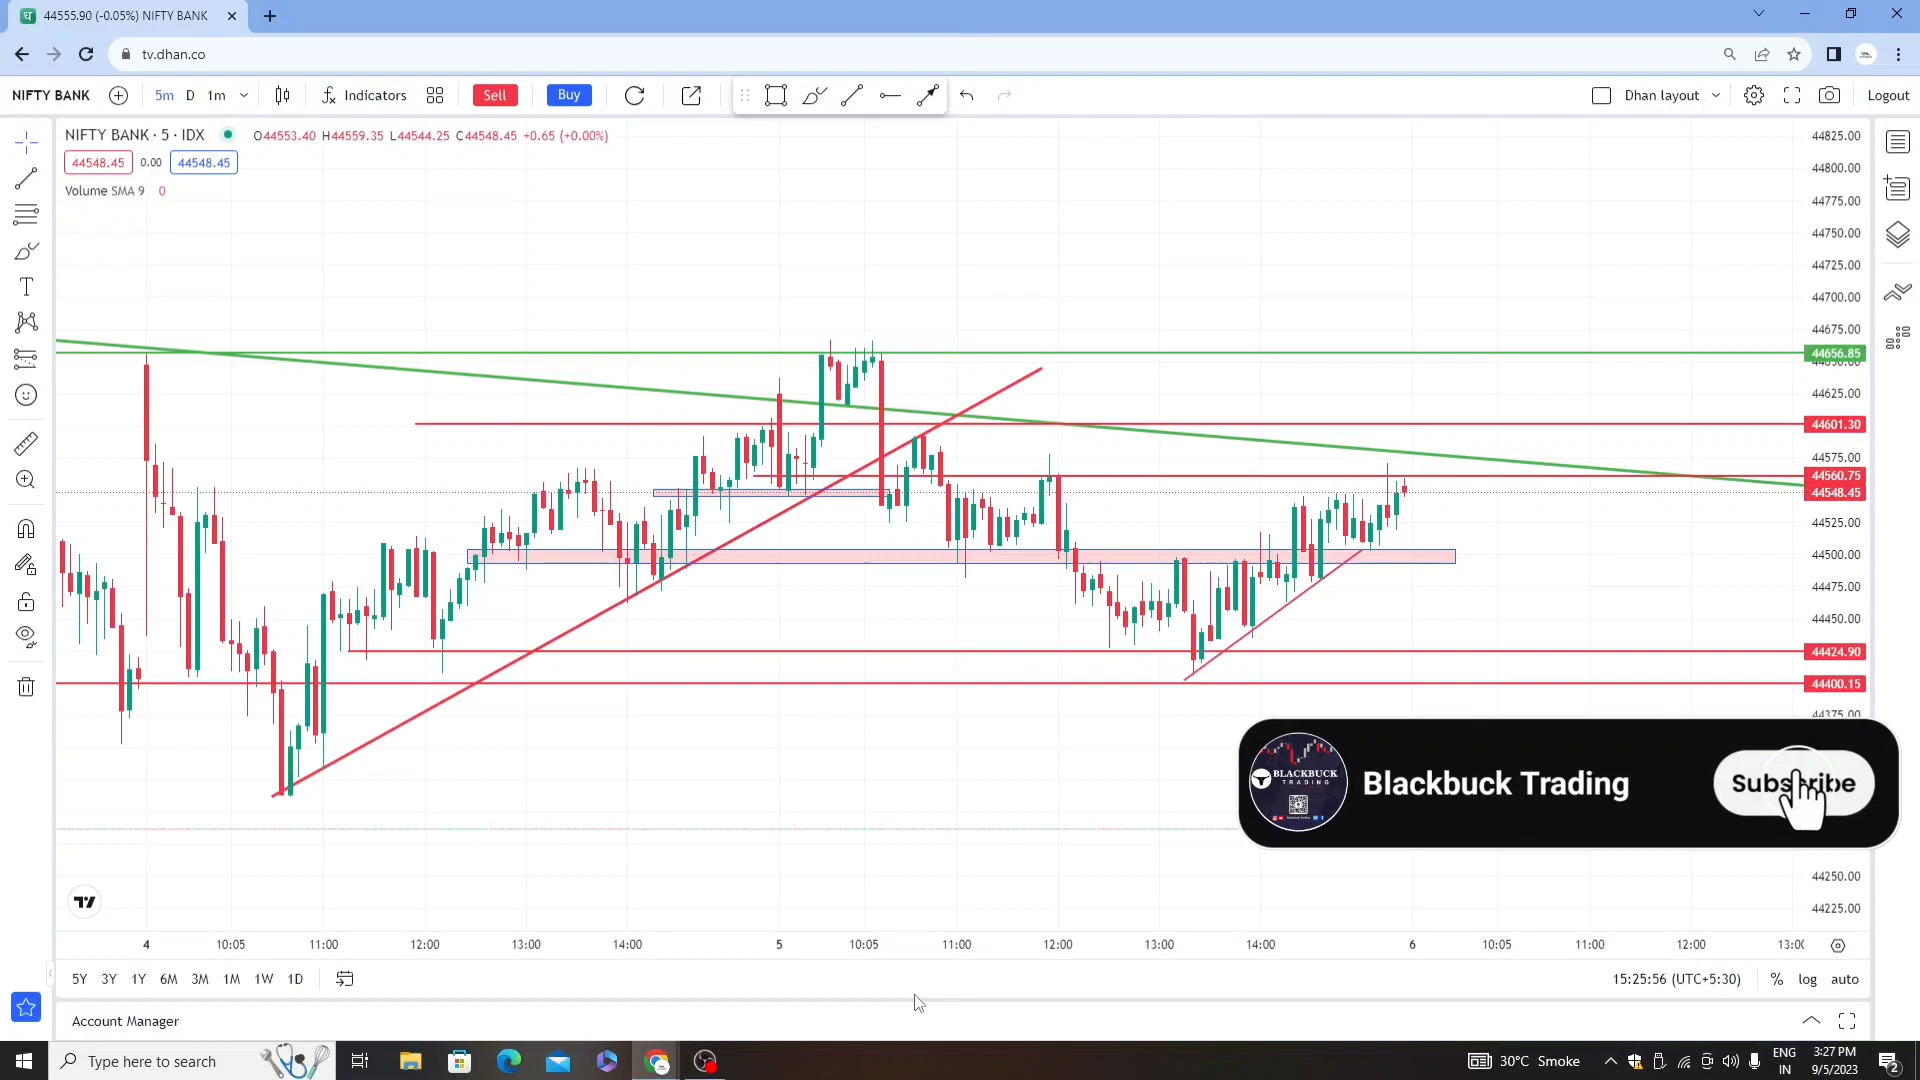 44555.90 (-0.05%) NIFTY BANK
tv.dhan.co
NIFTY BANK 5m D 1m Indicators Sell Buy Dhan layout Logout
NIFTY BANK · 5 · IDX O44553.40 H44559.35 L44544.25 C44548.45 +0.65 (+0.00%)
44548.45 0.00 44548.45
Volume SMA 9 0
44825.00
44800.00
44775.00
44750.00
44725.00
44700.00
44675.00
44656.85
44625.00
44601.30
44575.00
44560.75
44548.45
44525.00
44500.00
44475.00
44450.00
44424.90
44400.15
44375.00
BLACKBUCK
TRADING
Blackbuck Trading
Subscribe
44250.00
44225.00
4 10:05 11:00 12:00 13:00 14:00 5 10:05 11:00 12:00 13:00 14:00 6 10:05 11:00 12:00 13:00
5Y 3Y 1Y 6M 3M 1M 1W 1D 15:25:56 (UTC+5:30) % log auto
Account Manager
Type here to search
30°C Smoke
ENG
IN
3:27 PM
9/5/2023
2